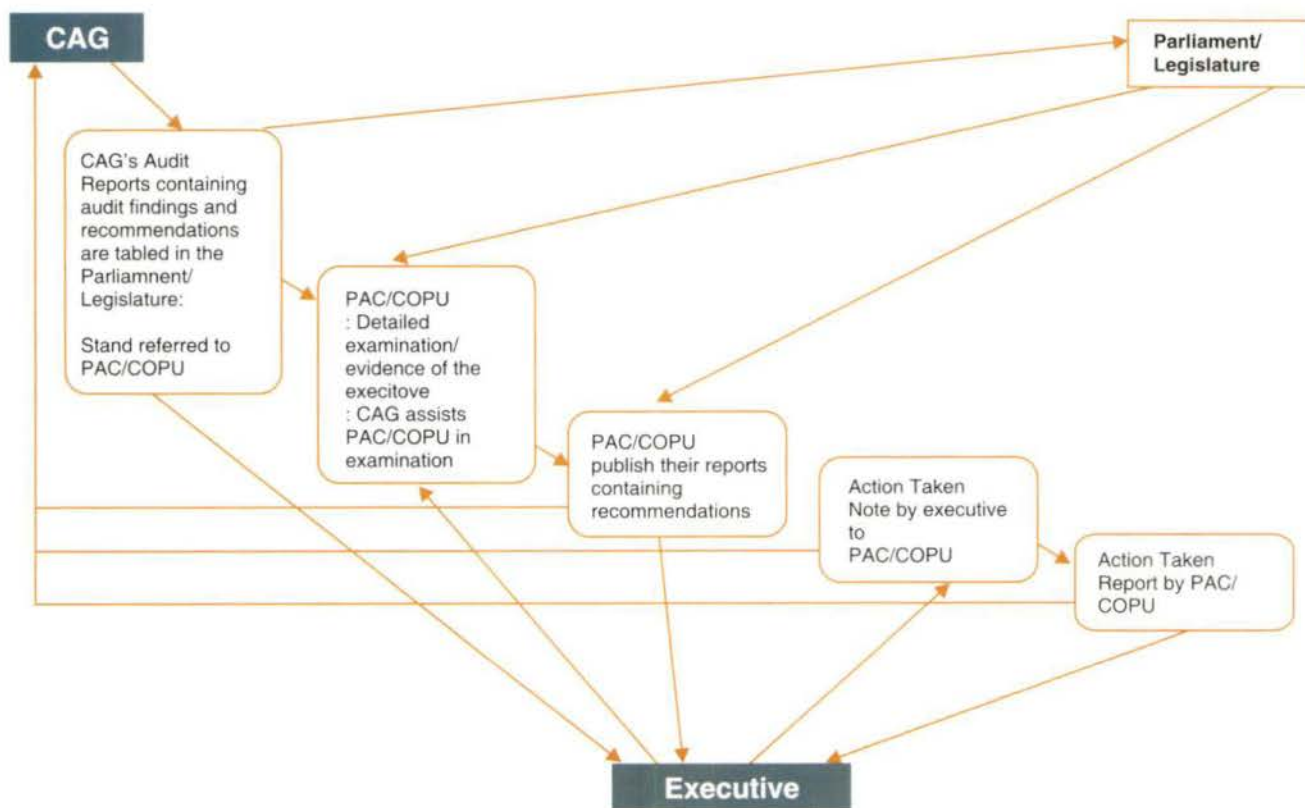 CAG
Parliament/
Legislature
CAG's Audit
Reports containing
audit findings and
recommendations
are tabled in the
Parliamnent/
Legislature:
Stand referred to
PAC/COPU
PAC/COPU
: Detailed
examination/
evidence of the
execitove
: CAG assists
PAC/COPU in
examination
PAC/COPU
publish their reports
containing
recommendations
Action Taken
Note by executive
to
PAC/COPU
Action Taken
Report by PAC/
COPU
Executive